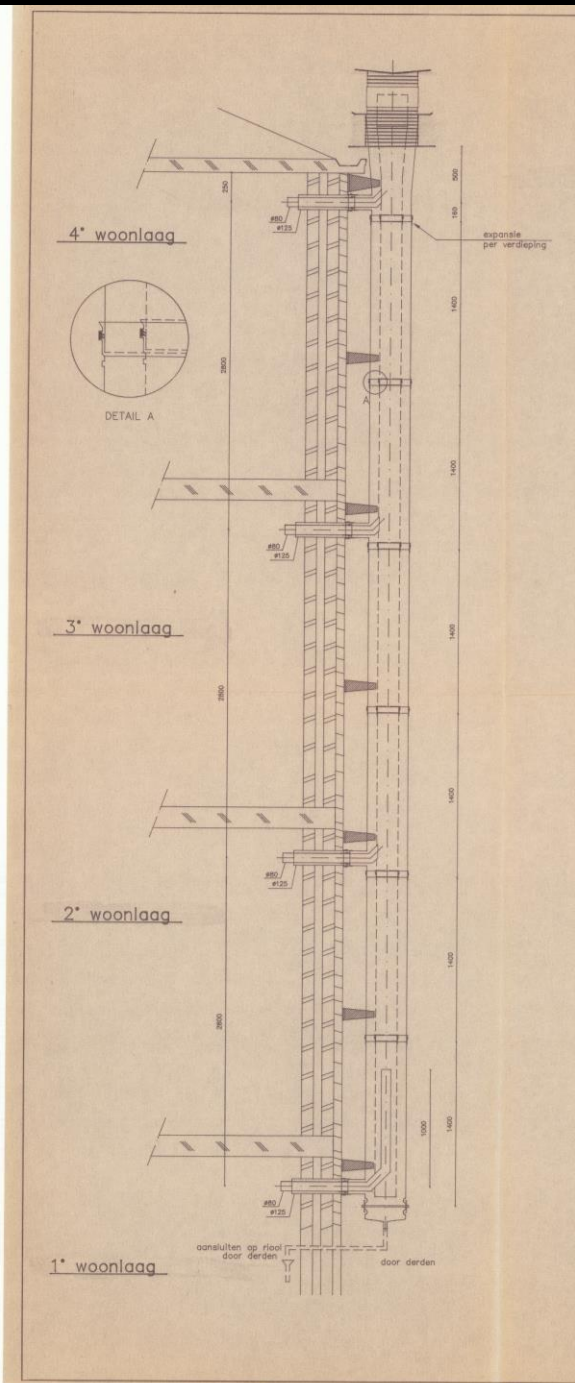 500
250
ø80
ø125
160
4° woonlaag
expansie
per verdieping
1400
2800
A
DETAIL A
1400
ø80
ø125
3° woonlaag
1400
2800
1400
ø80
ø125
2° woonlaag
1400
2800
1000
1400
ø80
ø125
aansluiten op riool
door derden
door derden
1° woonlaag